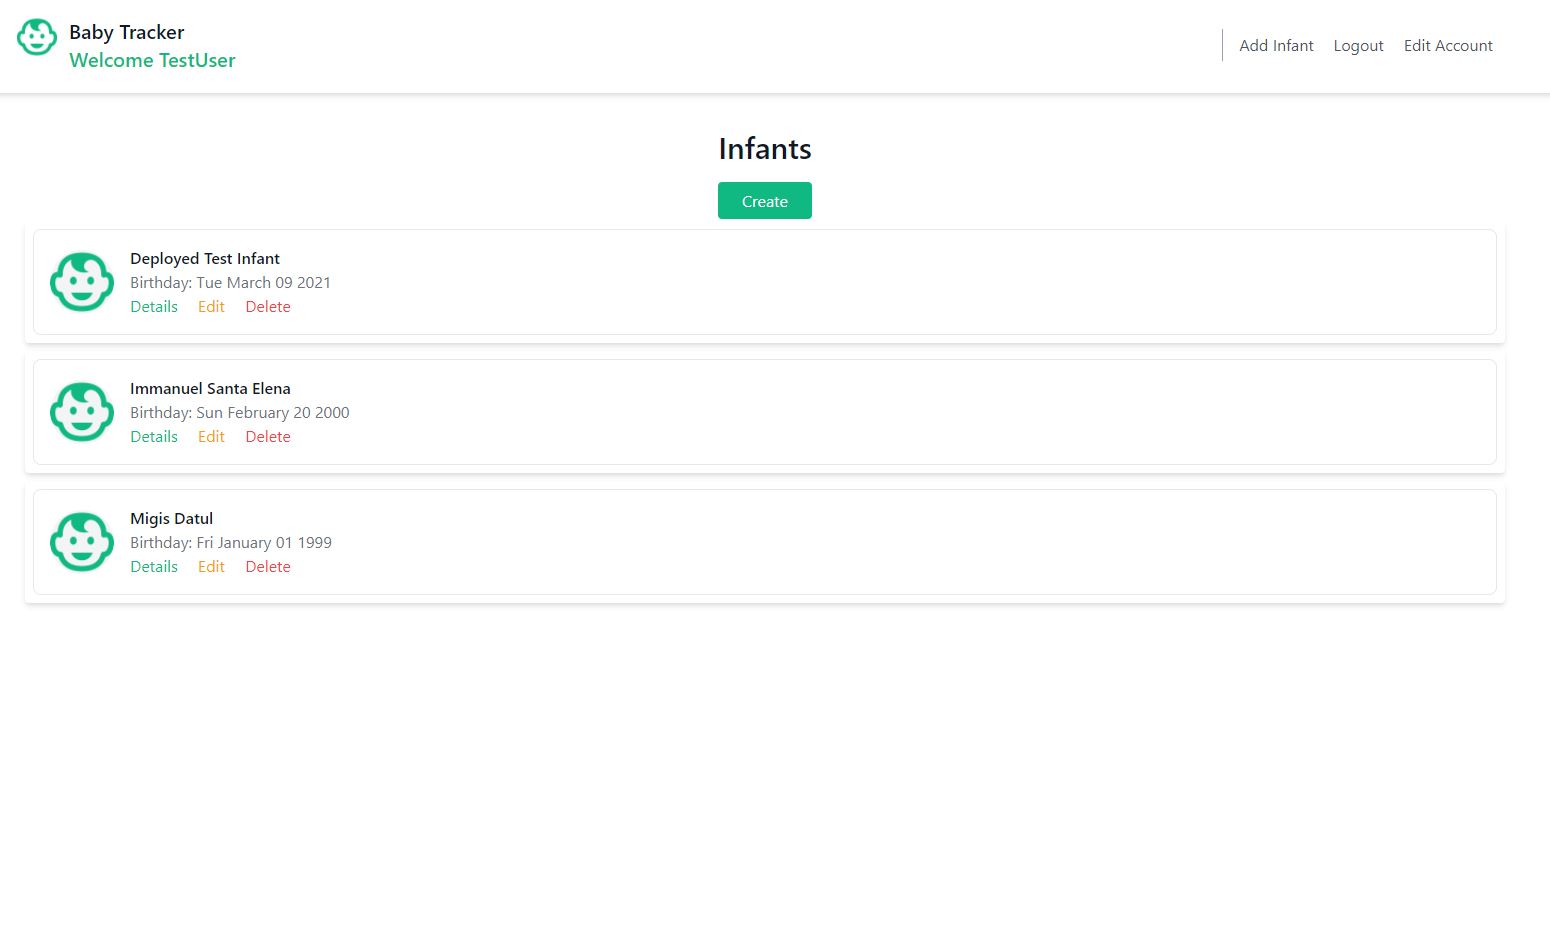 Baby Tracker
Welcome TestUser
Add Infant Logout Edit Account
Infants
Create
Deployed Test Infant
Birthday: Tue March 09 2021
Details Edit Delete
Immanuel Santa Elena
Birthday: Sun February 20 2000
Details Edit Delete
Migis Datul
Birthday: Fri January 01 1999
Details Edit Delete